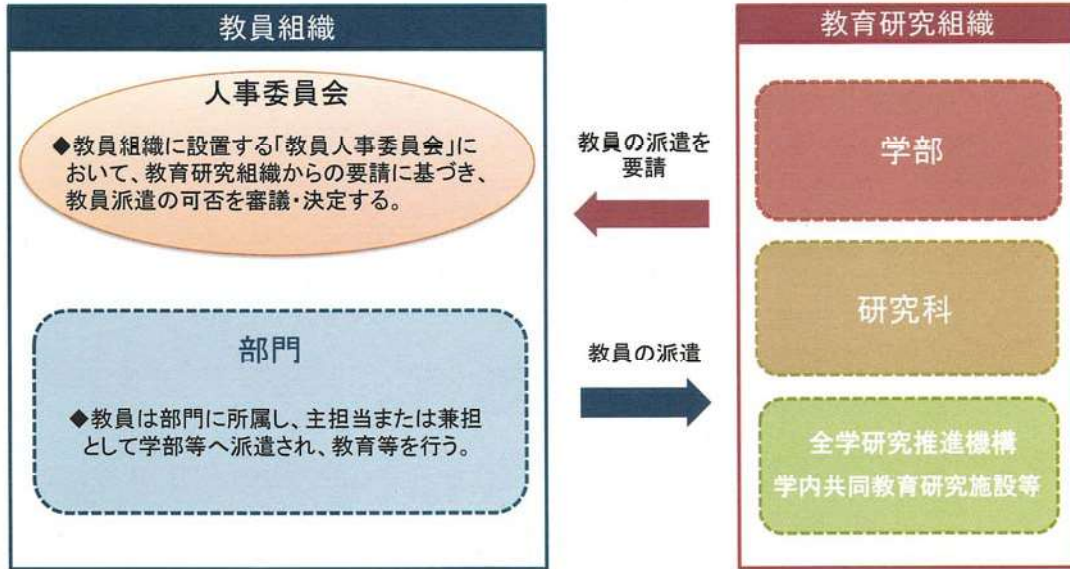 教員組織
人事委員会
◆教員組織に設置する「教員人事委員会」に
おいて、教育研究組織からの要請に基づき、
教員派遣の可否を審議・決定する。
部門
◆教員は部門に所属し、主担当または兼担
として学部等へ派遣され、教育等を行う。
教員の派遣を
要請
教員の派遣
教育研究組織
学部
研究科
全学研究推進機構
学内共同教育研究施設等